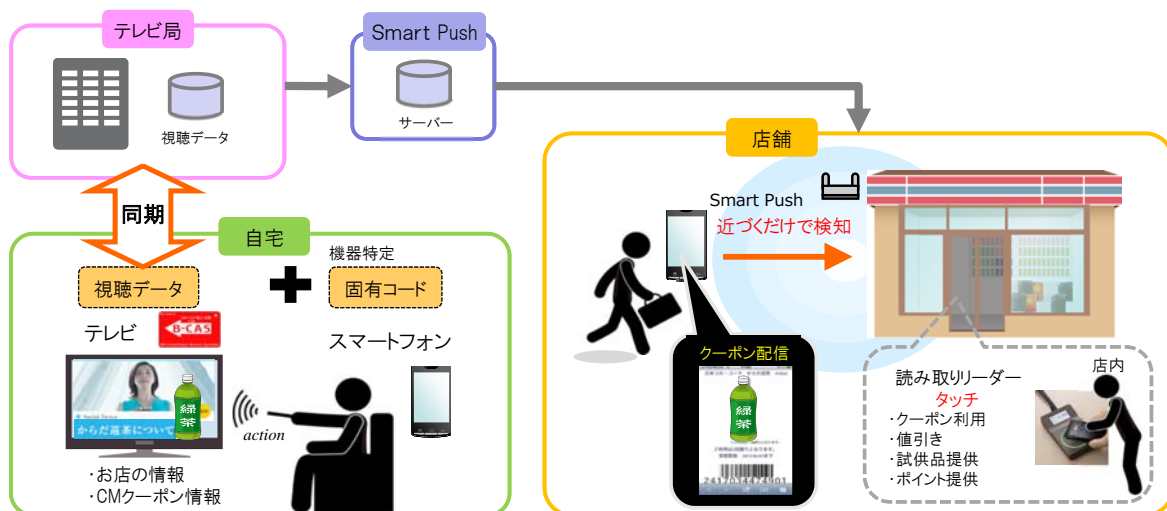 テレビ局
視聴データ
Smart Push
サーバー
同期
自宅
視聴データ
機器特定
固有コード
テレビ
B-CAS
スマートフォン
緑茶
からだ巡茶について
action
・お店の情報
・CMクーポン情報
店舗
Smart Push
近づくだけで検知
クーポン配信
緑茶
店内
読み取りリーダー
タッチ
・クーポン利用
・値引き
・試供品提供
・ポイント提供